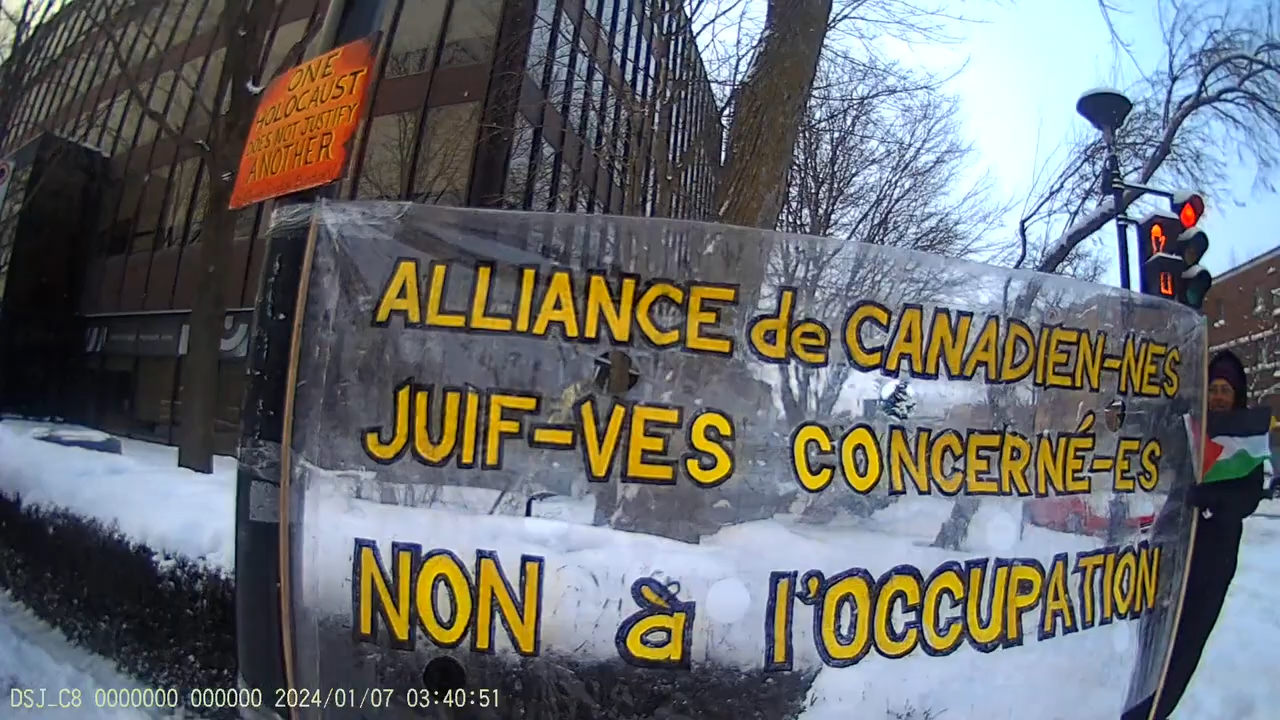 ONE
HOLOCAUST
DOES NOT JUSTIFY
ANOTHER
ALLIANCE de CANADIEN-NES
JUIF-VES CONCERNÉ-ES
NON à l'OCCUPATION
DSJ_C8 0000000 000000 2024/01/07 03:40:51